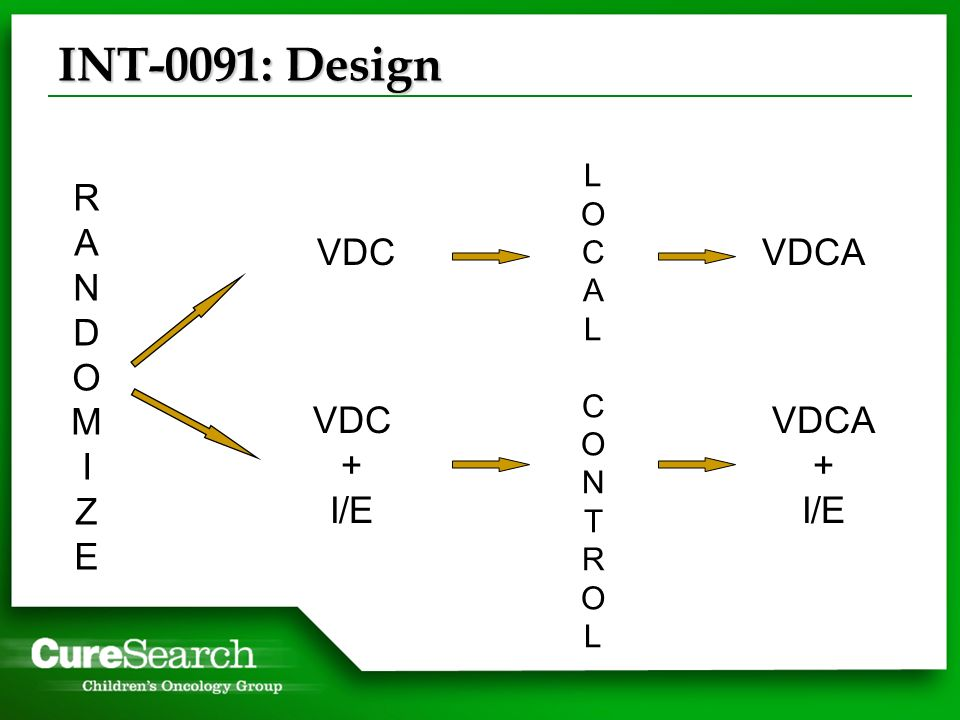 INT-0091: Design
R
A
N
D
O
M
I
Z
E
VDC
VDC
+
I/E
L
O
C
A
L
C
O
N
T
R
O
L
VDCA
VDCA
+
I/E
CureSearch
Children's Oncology Group